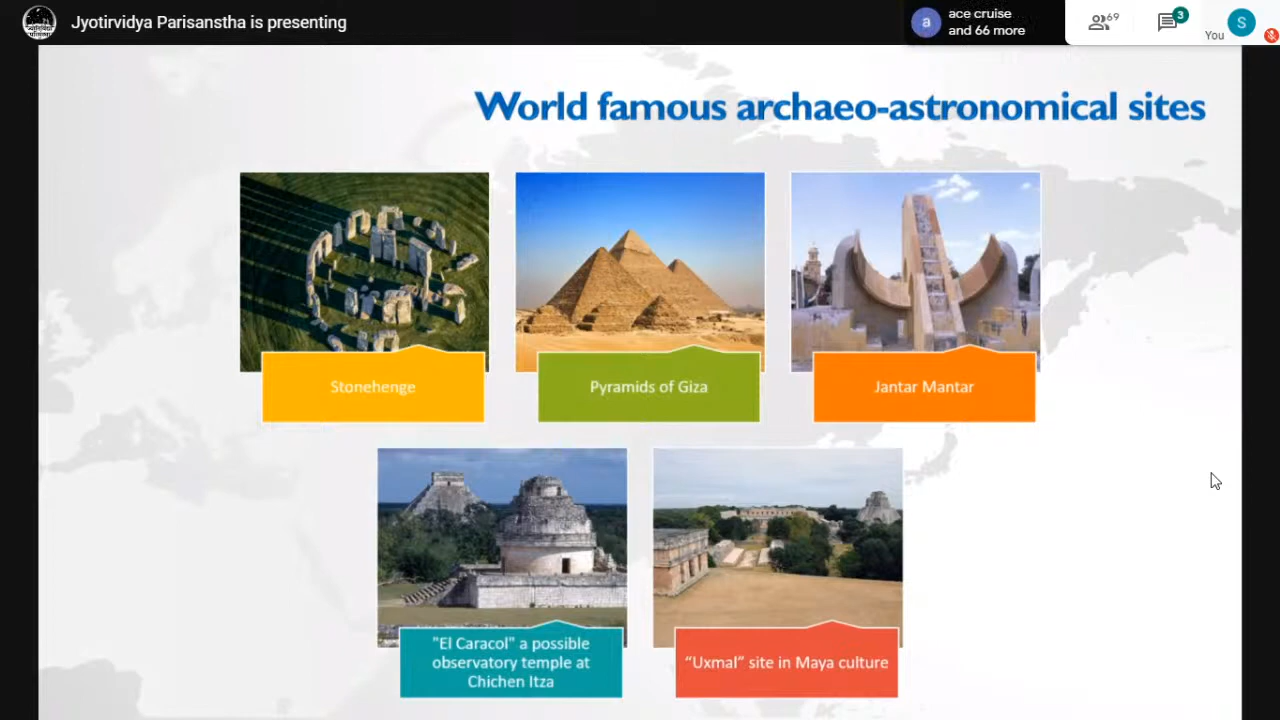 Jyotirvidya Parisanstha is presenting
a
ace cruise
and 66 more
69
3
You
S
World famous archaeo-astronomical sites
Stonehenge
Pyramids of Giza
Jantar Mantar
"El Caracol" a possible
observatory temple at
Chichen Itza
“Uxmal” site in Maya culture